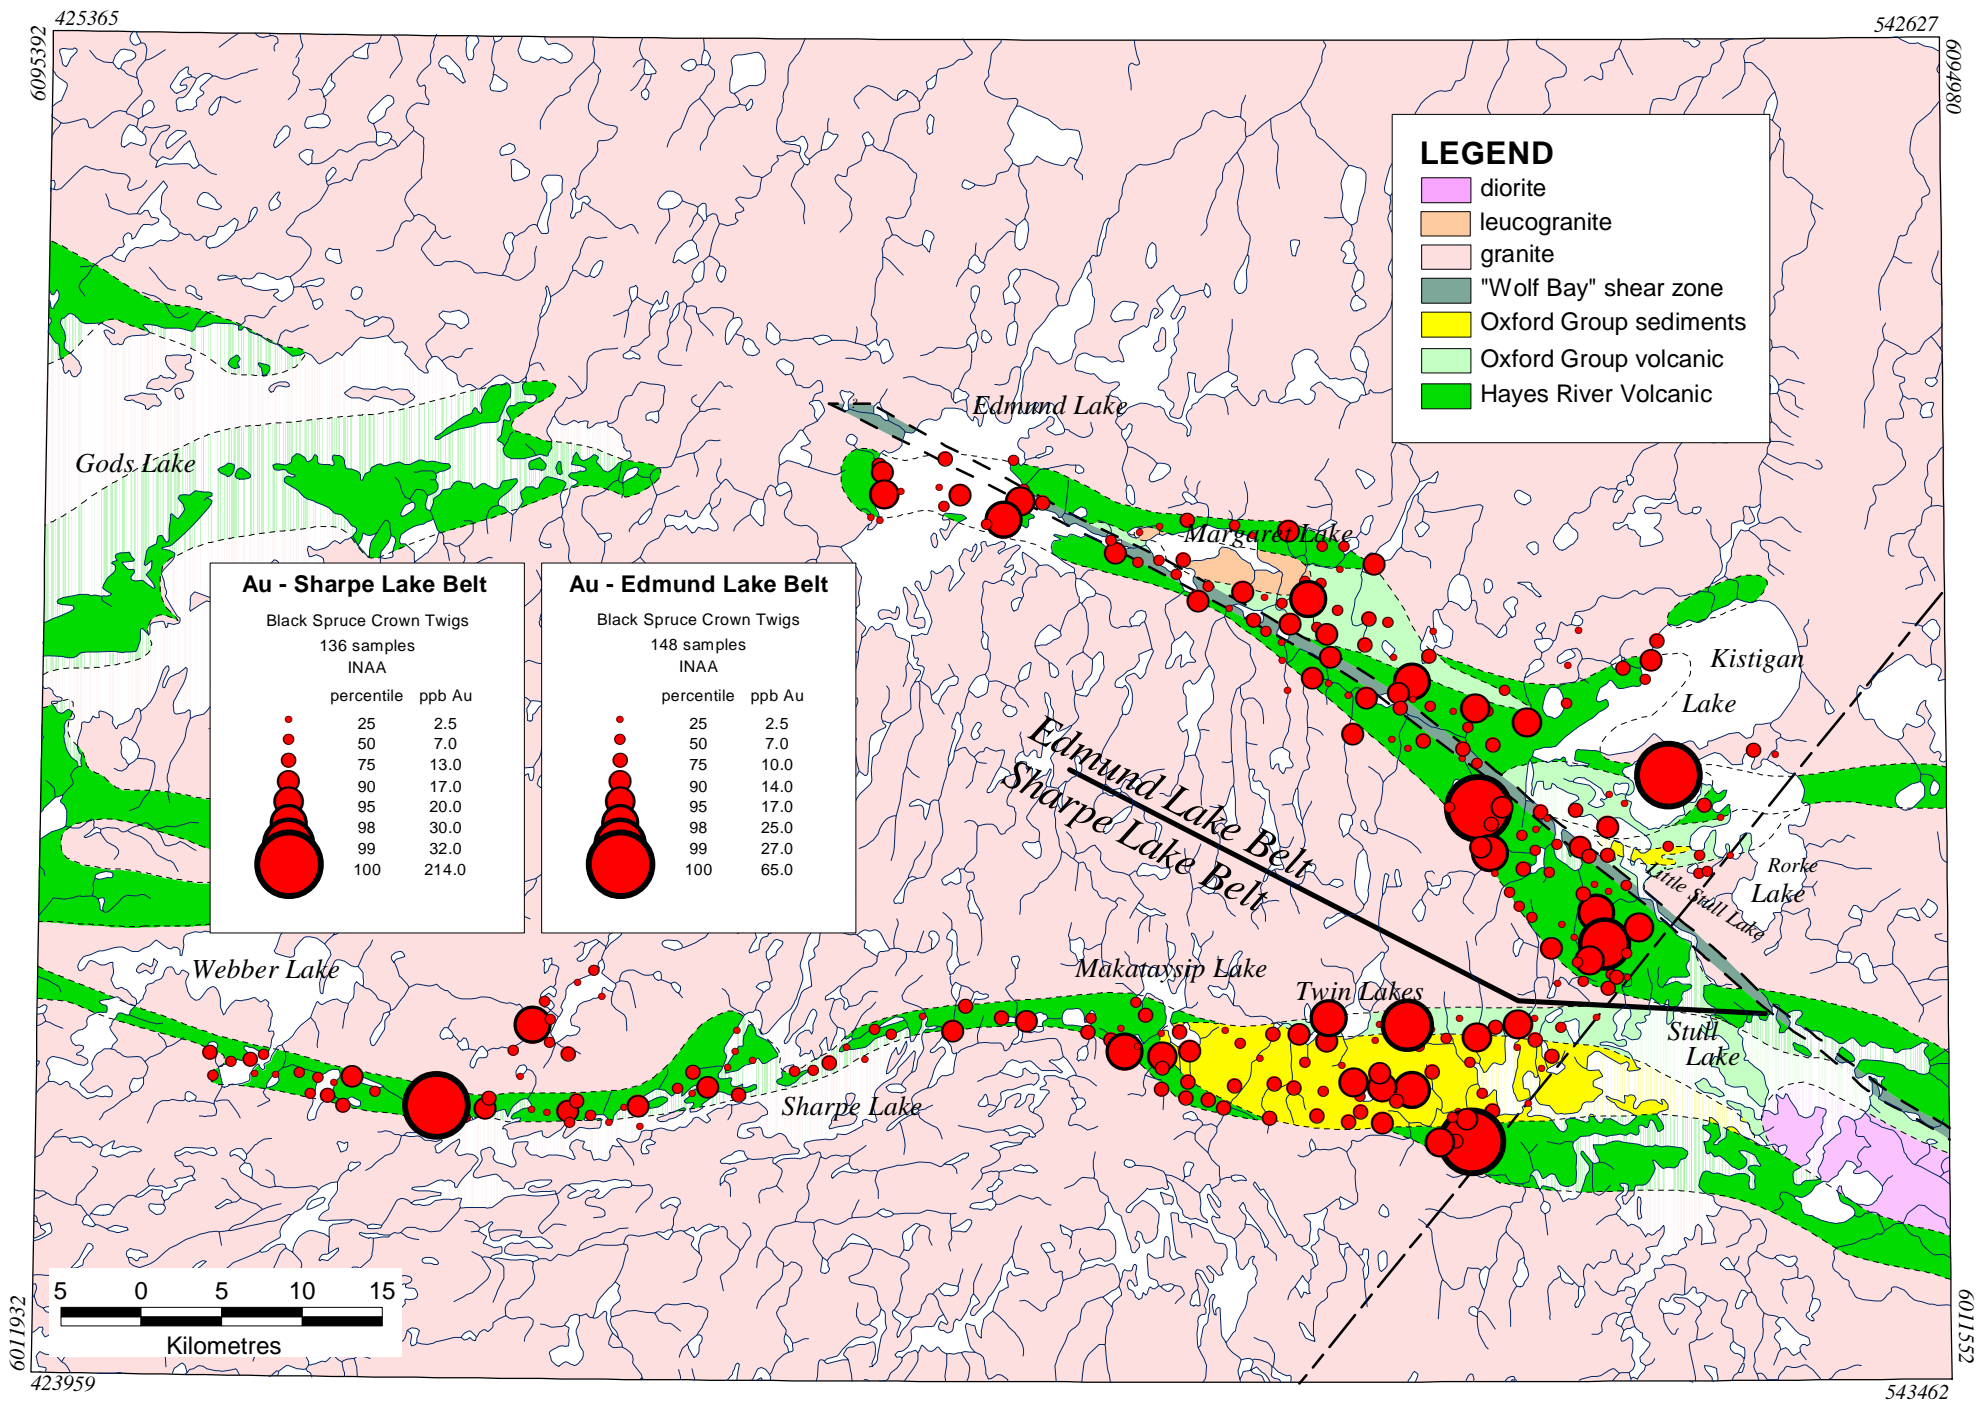 425365
542627
6095392
6094980
LEGEND
diorite
leucogranite
granite
"Wolf Bay" shear zone
Oxford Group sediments
Oxford Group volcanic
Hayes River Volcanic
Edmund Lake
Gods Lake
Margaret Lake
Kistigan
Lake
Au - Sharpe Lake Belt
Black Spruce Crown Twigs
136 samples
INAA
percentile ppb Au
25 2.5
50 7.0
75 13.0
90 17.0
95 20.0
98 30.0
99 32.0
100 214.0
Au - Edmund Lake Belt
Black Spruce Crown Twigs
148 samples
INAA
percentile ppb Au
25 2.5
50 7.0
75 10.0
90 14.0
95 17.0
98 25.0
99 27.0
100 65.0
Edmund Lake Belt
Sharpe Lake Belt
Rorke
Lake
Little Stull Lake
Webber Lake
Makataysip Lake
Twin Lakes
Stull
Lake
Sharpe Lake
5 0 5 10 15
Kilometres
6011932
6011552
423959
543462